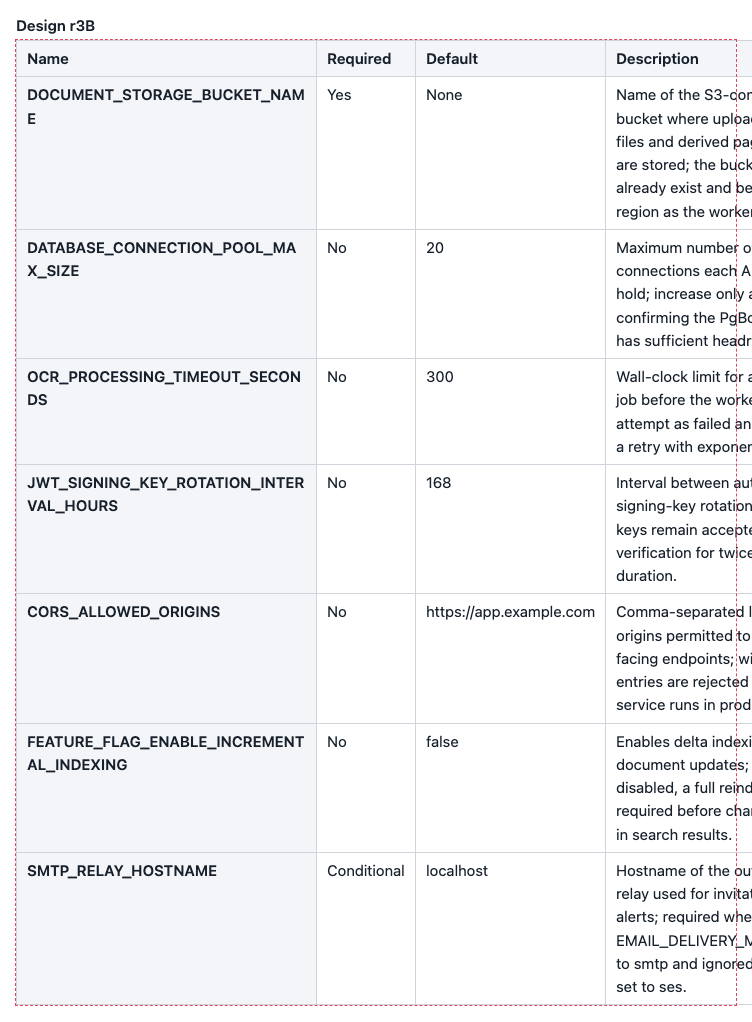 Design r3B
Name Required Default Description
DOCUMENT_STORAGE_BUCKET_NAM
E
Yes
None
Name of the S3-con
bucket where uploa
files and derived pag
are stored; the buck
already exist and be
region as the worker
DATABASE_CONNECTION_POOL_MA
X_SIZE
No
20
Maximum number o
connections each A
hold; increase only a
confirming the PgBo
has sufficient headr
OCR_PROCESSING_TIMEOUT_SECON
DS
No
300
Wall-clock limit for a
job before the worke
attempt as failed an
a retry with exponen
JWT_SIGNING_KEY_ROTATION_INTER
VAL_HOURS
No
168
Interval between aut
signing-key rotation
keys remain accepte
verification for twice
duration.
CORS_ALLOWED_ORIGINS
No
https://app.example.com
Comma-separated l
origins permitted to
facing endpoints; wi
entries are rejected
service runs in prod
FEATURE_FLAG_ENABLE_INCREMENT
AL_INDEXING
No
false
Enables delta indexi
document updates;
disabled, a full reind
required before cha
in search results.
SMTP_RELAY_HOSTNAME
Conditional
localhost
Hostname of the ou
relay used for invitat
alerts; required whe
EMAIL_DELIVERY_M
to smtp and ignored
set to ses.